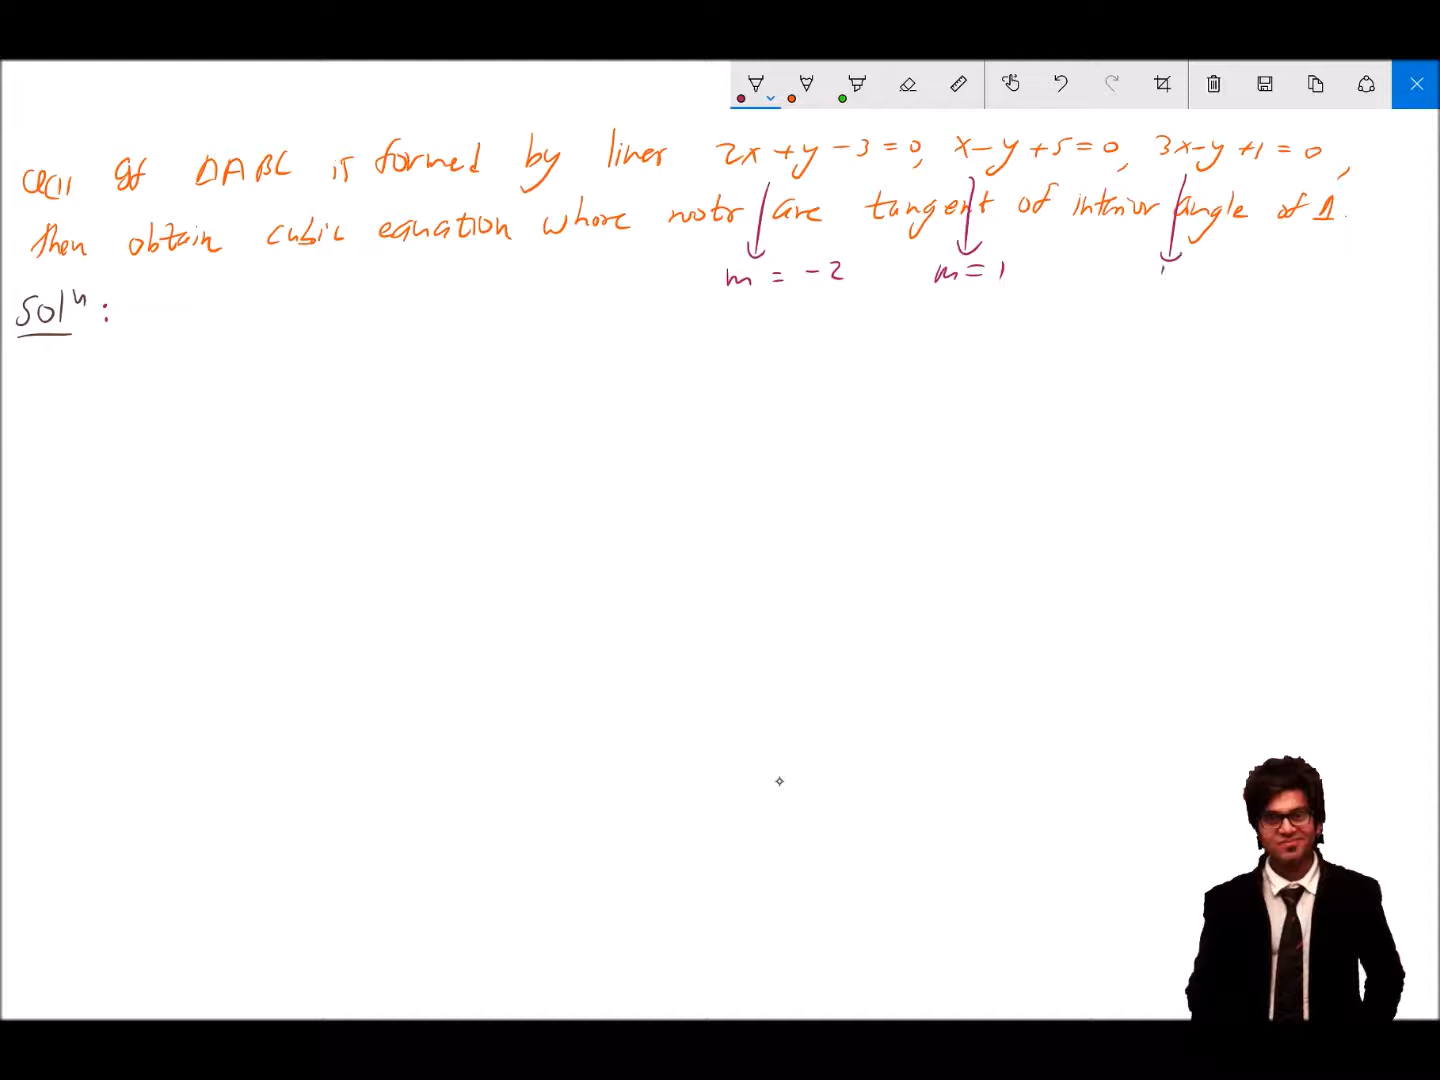 Q(1) If ΔABC is formed by lines 2x+y-3=0, x-y+5=0, 3x-y+1=0,
then obtain cubic equation whose roots are tangent of interior angle of Δ.
m = -2 m = 1
Solⁿ :